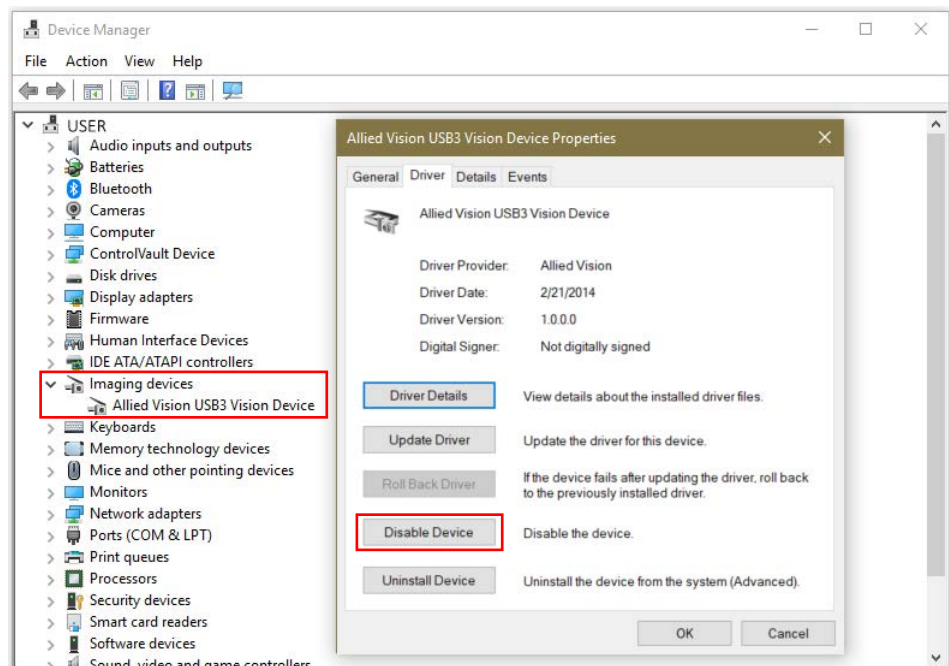 Device Manager
File Action View Help
USER
Audio inputs and outputs
Batteries
Bluetooth
Cameras
Computer
ControlVault Device
Disk drives
Display adapters
Firmware
Human Interface Devices
IDE ATA/ATAPI controllers
Imaging devices
Allied Vision USB3 Vision Device
Keyboards
Memory technology devices
Mice and other pointing devices
Monitors
Network adapters
Ports (COM & LPT)
Print queues
Processors
Security devices
Smart card readers
Software devices
Sound, video and game controllers
Allied Vision USB3 Vision Device Properties
General Driver Details Events
Allied Vision USB3 Vision Device
Driver Provider: Allied Vision
Driver Date: 2/21/2014
Driver Version: 1.0.0.0
Digital Signer: Not digitally signed
Driver Details View details about the installed driver files.
Update Driver Update the driver for this device.
Roll Back Driver If the device fails after updating the driver, roll back
to the previously installed driver.
Disable Device Disable the device.
Uninstall Device Uninstall the device from the system (Advanced).
OK Cancel